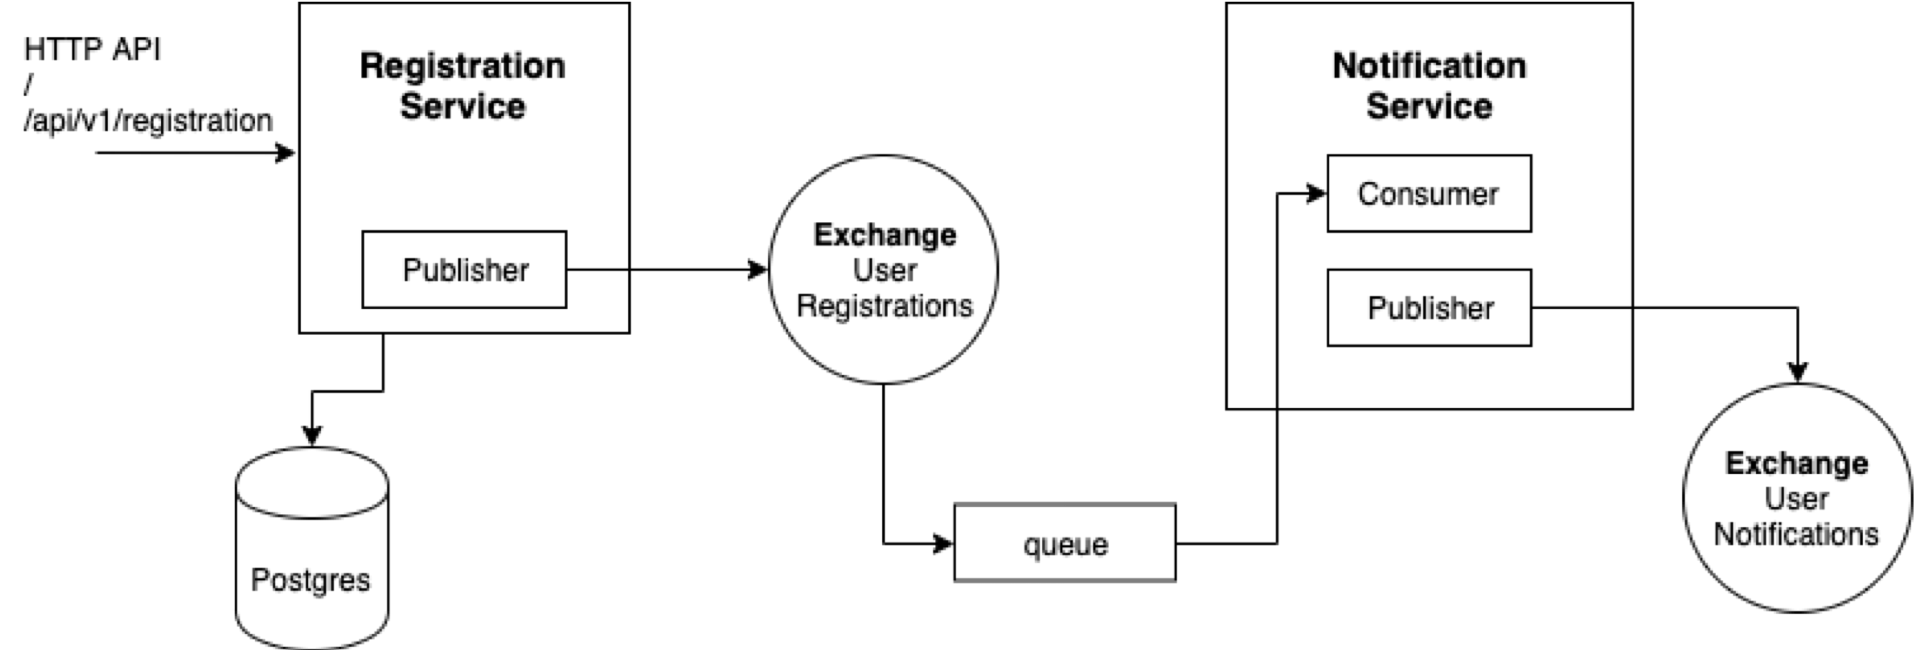 HTTP API
/
/api/v1/registration
Registration
Service
Publisher
Postgres
Exchange
User
Registrations
queue
Notification
Service
Consumer
Publisher
Exchange
User
Notifications